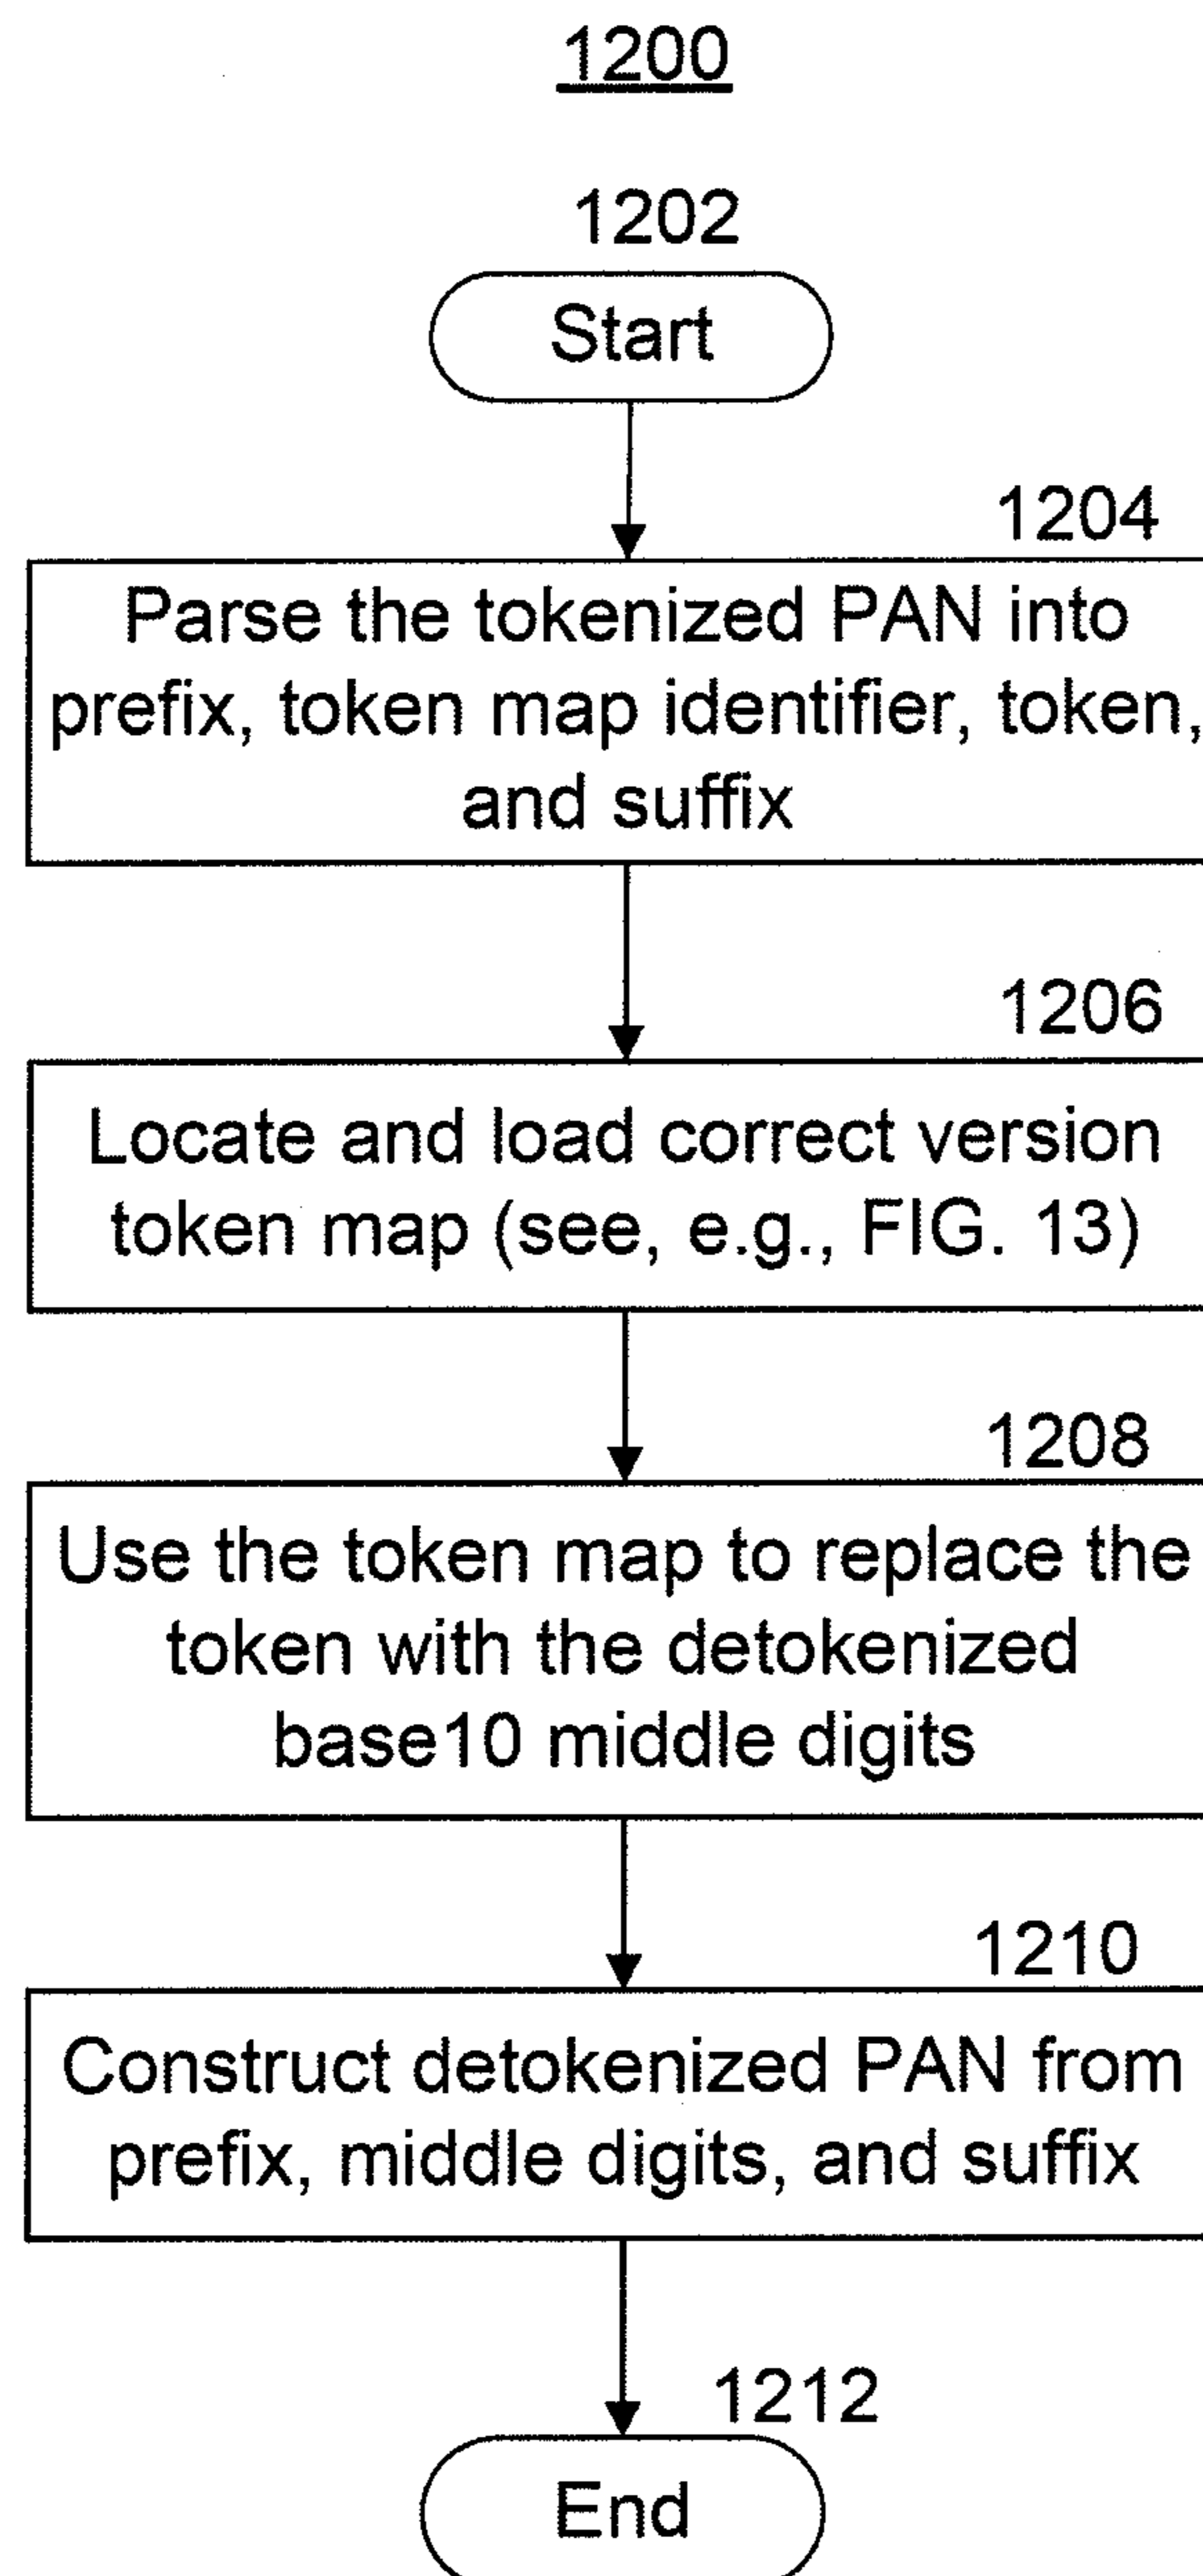 1200
1202
Start
1204
Parse the tokenized PAN into
prefix, token map identifier, token,
and suffix
1206
Locate and load correct version
token map (see, e.g., FIG. 13)
1208
Use the token map to replace the
token with the detokenized
base10 middle digits
1210
Construct detokenized PAN from
prefix, middle digits, and suffix
1212
End